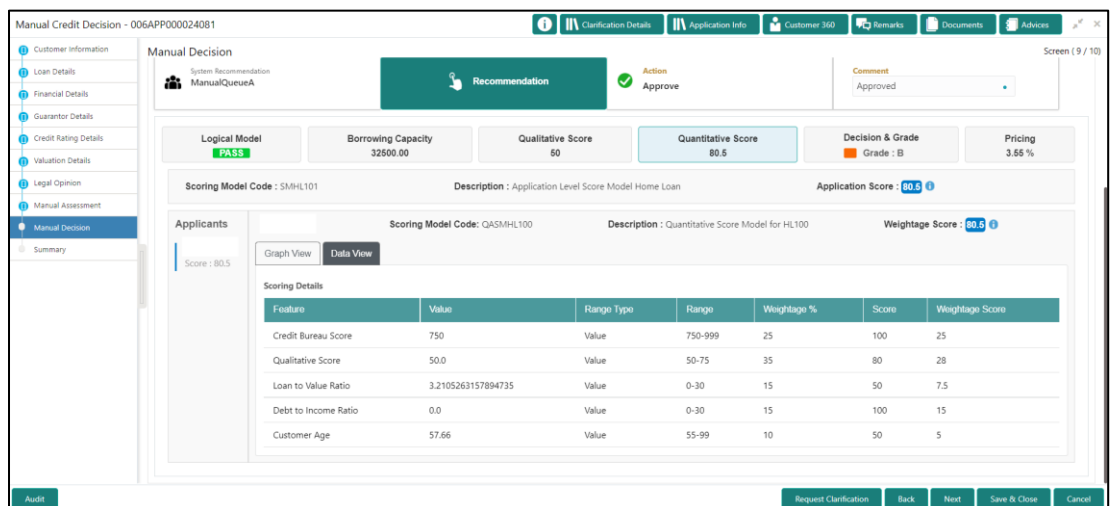 Manual Credit Decision - 006APP000024081
Clarification Details
Application Info
Customer 360
Remarks
Documents
Advices
Customer Information
Loan Details
Financial Details
Guarantor Details
Credit Rating Details
Valuation Details
Legal Opinion
Manual Assessment
Manual Decision
Summary
Manual Decision
Screen ( 9 / 10)
System Recommendation
ManualQueueA
Recommendation
Action
Approve
Comment
Approved
Logical Model
PASS
Borrowing Capacity
32500.00
Qualitative Score
50
Quantitative Score
80.5
Decision & Grade
Grade : B
Pricing
3.55 %
Scoring Model Code : SMHL101 Description : Application Level Score Model Home Loan Application Score : 80.5
Applicants
Score : 80.5
Scoring Model Code: QASMHL100 Description : Quantitative Score Model for HL100 Weightage Score : 80.5
Graph View Data View
Scoring Details
Feature Value Range Type Range Weightage % Score Weightage Score
Credit Bureau Score 750 Value 750-999 25 100 25
Qualitative Score 50.0 Value 50-75 35 80 28
Loan to Value Ratio 3.2105263157894735 Value 0-30 15 50 7.5
Debt to Income Ratio 0.0 Value 0-30 15 100 15
Customer Age 57.66 Value 55-99 10 50 5
Audit
Request Clarification Back Next Save & Close Cancel